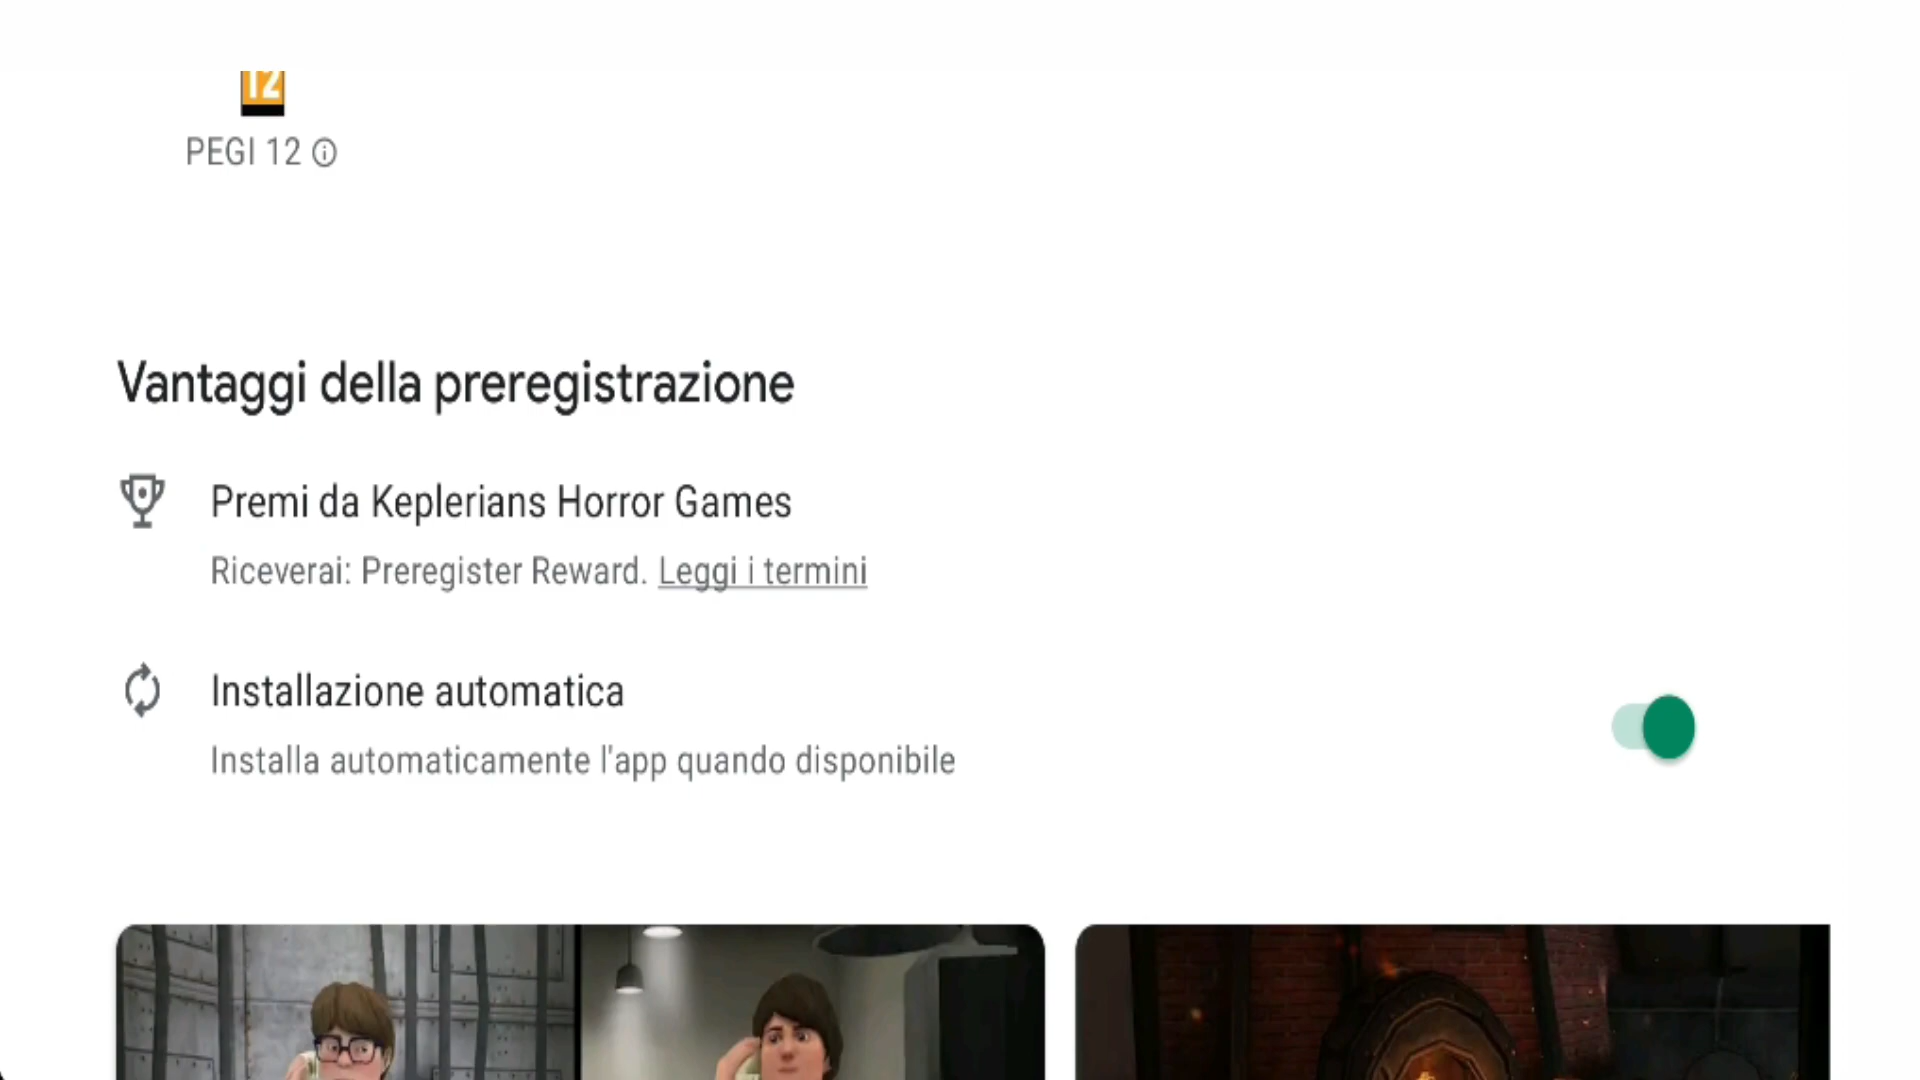 12
PEGI 12
Vantaggi della preregistrazione
Premi da Keplerians Horror Games
Riceverai: Preregister Reward. Leggi i termini
Installazione automatica
Installa automaticamente l'app quando disponibile